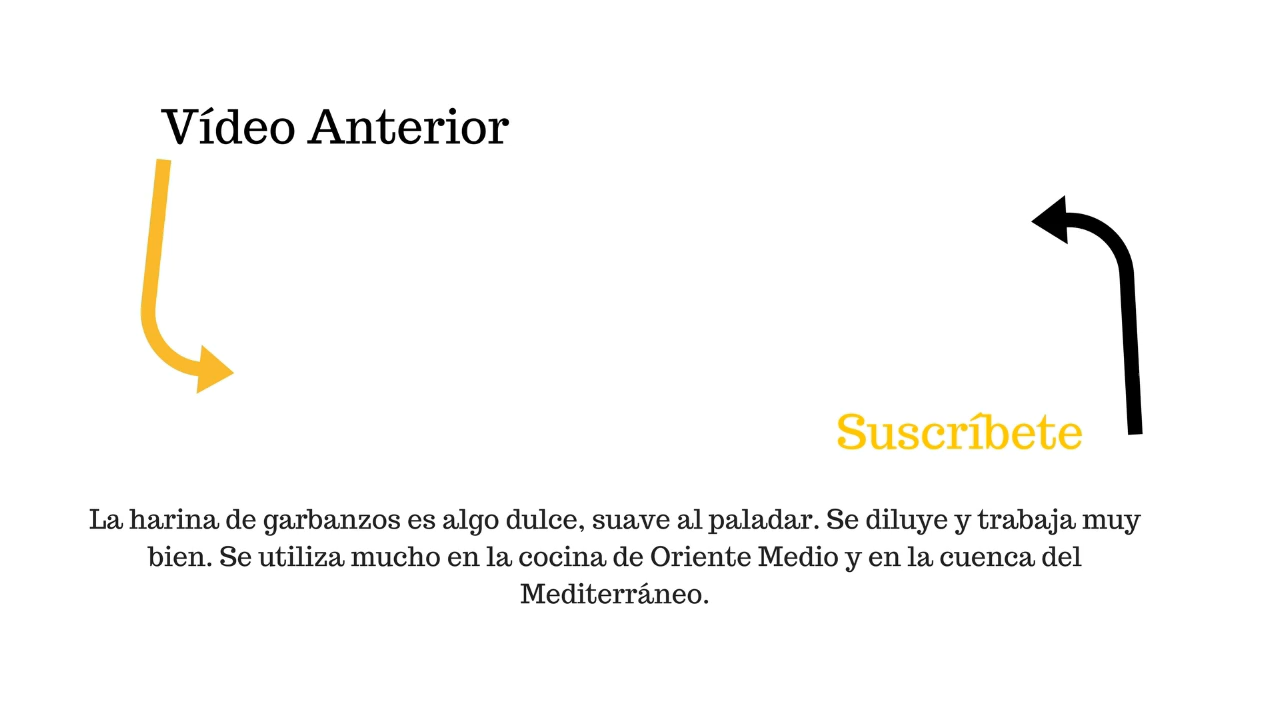 Vídeo Anterior
Suscríbete
La harina de garbanzos es algo dulce, suave al paladar. Se diluye y trabaja muy
bien. Se utiliza mucho en la cocina de Oriente Medio y en la cuenca del
Mediterráneo.